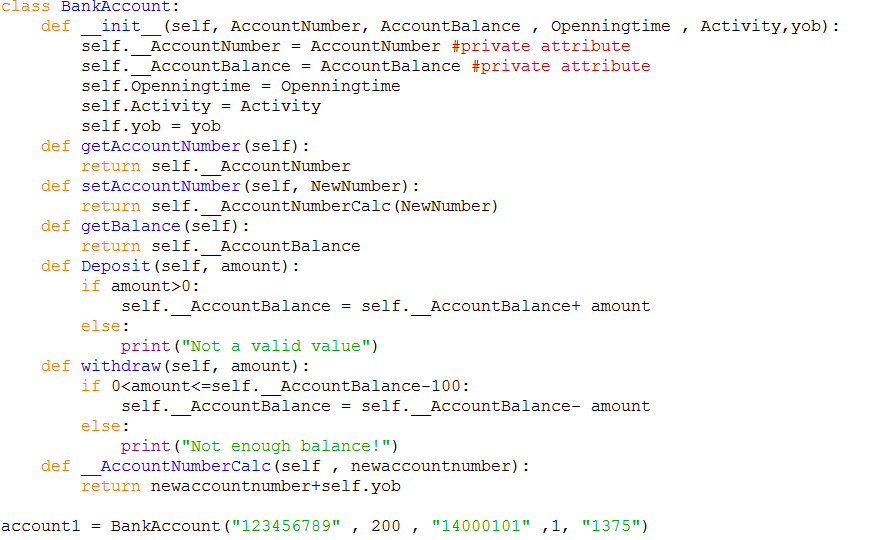 class BankAccount:
    def __init__(self, AccountNumber, AccountBalance , Openningtime , Activity,yob):
        self.__AccountNumber = AccountNumber #private attribute
        self.__AccountBalance = AccountBalance #private attribute
        self.Openningtime = Openningtime
        self.Activity = Activity
        self.yob = yob
    def getAccountNumber(self):
        return self.__AccountNumber
    def setAccountNumber(self, NewNumber):
        return self.__AccountNumberCalc(NewNumber)
    def getBalance(self):
        return self.__AccountBalance
    def Deposit(self, amount):
        if amount>0:
            self.__AccountBalance = self.__AccountBalance+ amount
        else:
            print("Not a valid value")
    def withdraw(self, amount):
        if 0<amount<=self.__AccountBalance-100:
            self.__AccountBalance = self.__AccountBalance- amount
        else:
            print("Not enough balance!")
    def __AccountNumberCalc(self , newaccountnumber):
        return newaccountnumber+self.yob

account1 = BankAccount("123456789" , 200 , "14000101" ,1, "1375")